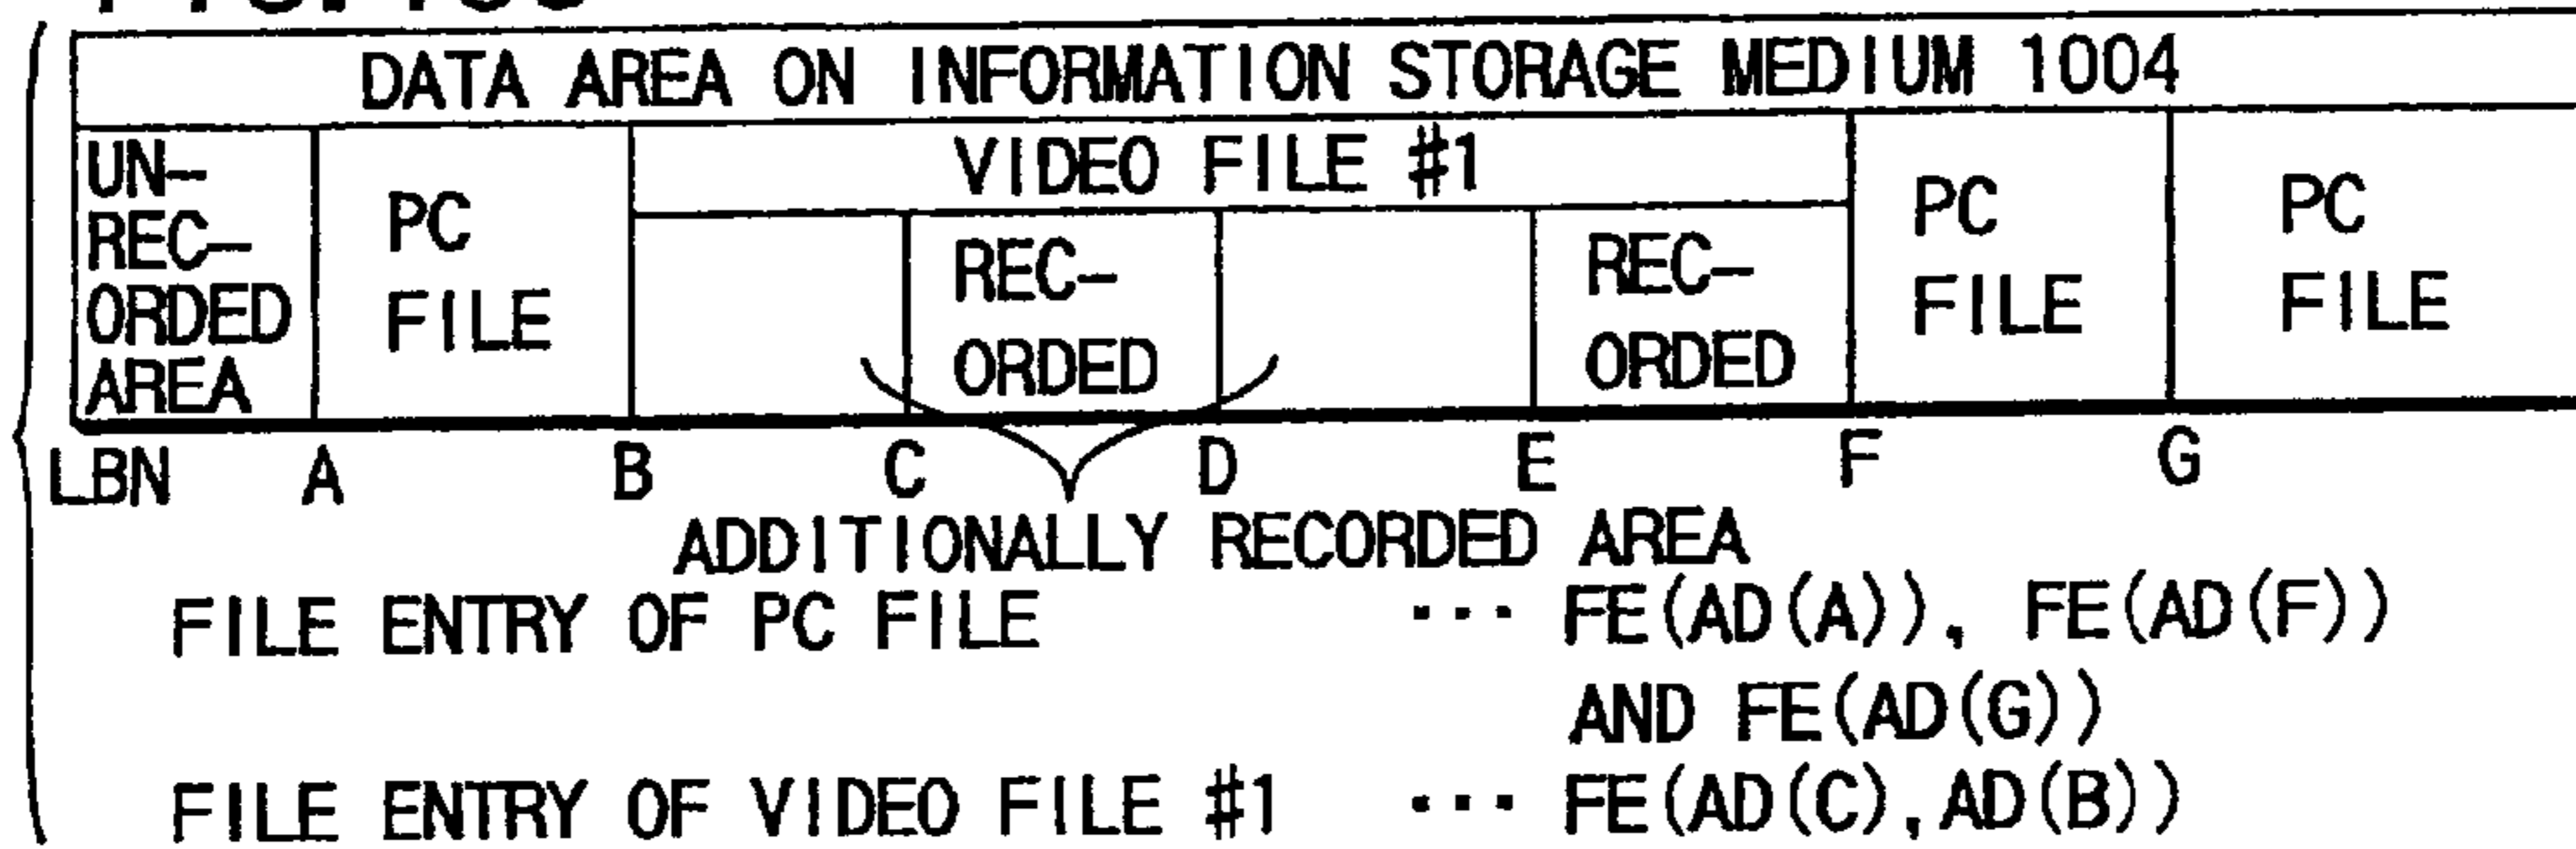 DATA AREA ON INFORMATION STORAGE MEDIUM 1004
UN-
REC-
ORDED
AREA
PC
FILE
VIDEO FILE #1
REC-
ORDED
REC-
ORDED
PC
FILE
PC
FILE
LBN A B C D E F G
ADDITIONALLY RECORDED AREA
FILE ENTRY OF PC FILE ··· FE(AD(A)), FE(AD(F))
AND FE(AD(G))
FILE ENTRY OF VIDEO FILE #1 ··· FE(AD(C),AD(B))